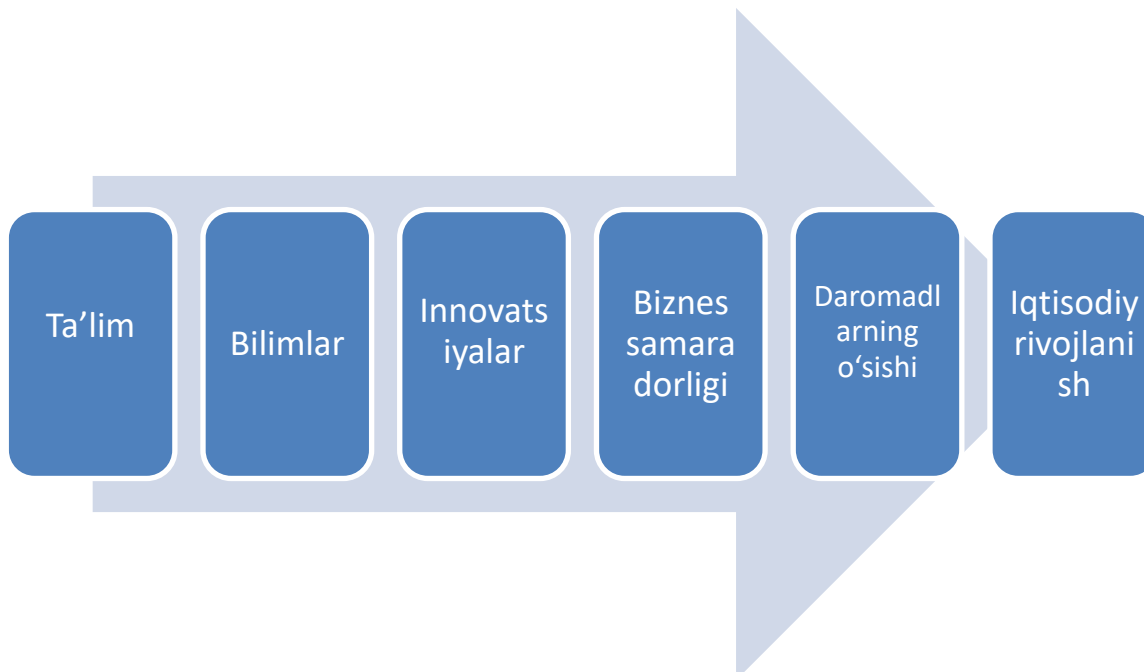 Ta’lim
Bilimlar
Innovats
iyalar
Biznes
samara
dorligi
Daromadl
arning
o‘sishi
Iqtisodiy
rivojlani
sh